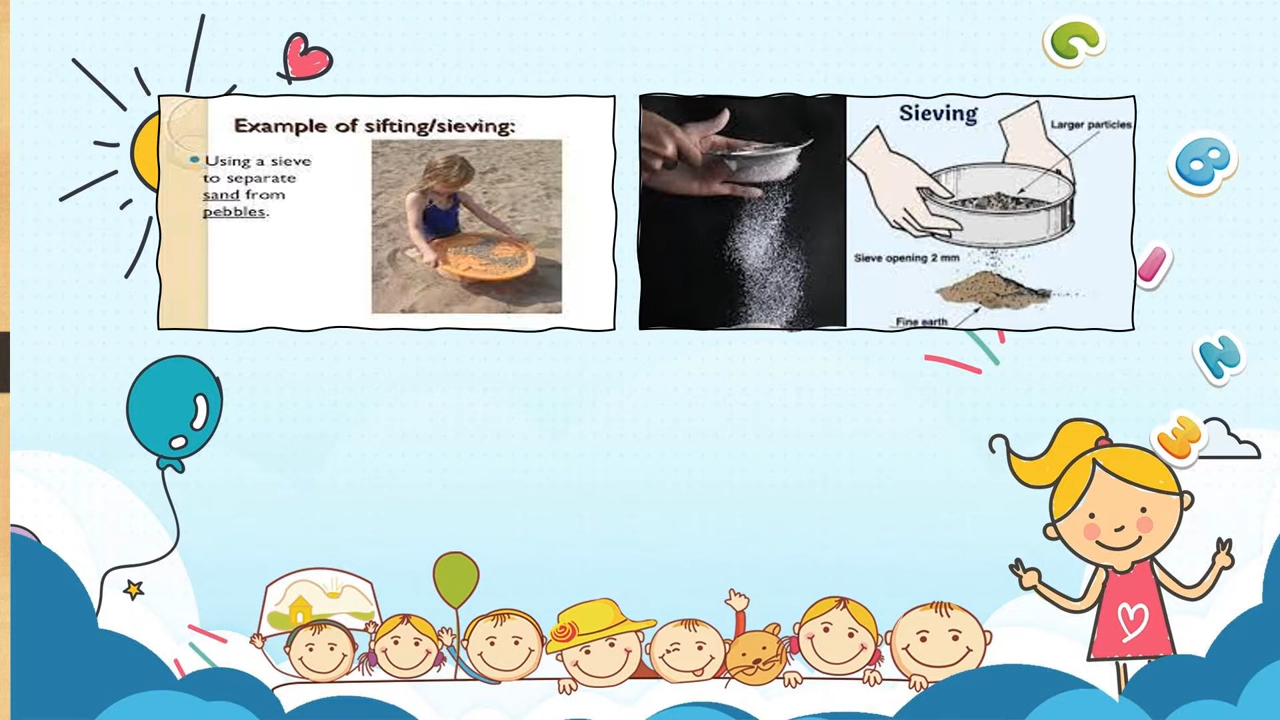 Example of sifting/sieving:
Using a sieve
to separate
sand from
pebbles.
Sieving
Larger particles
Sieve opening 2 mm
Fine earth
C
B
I
N
3